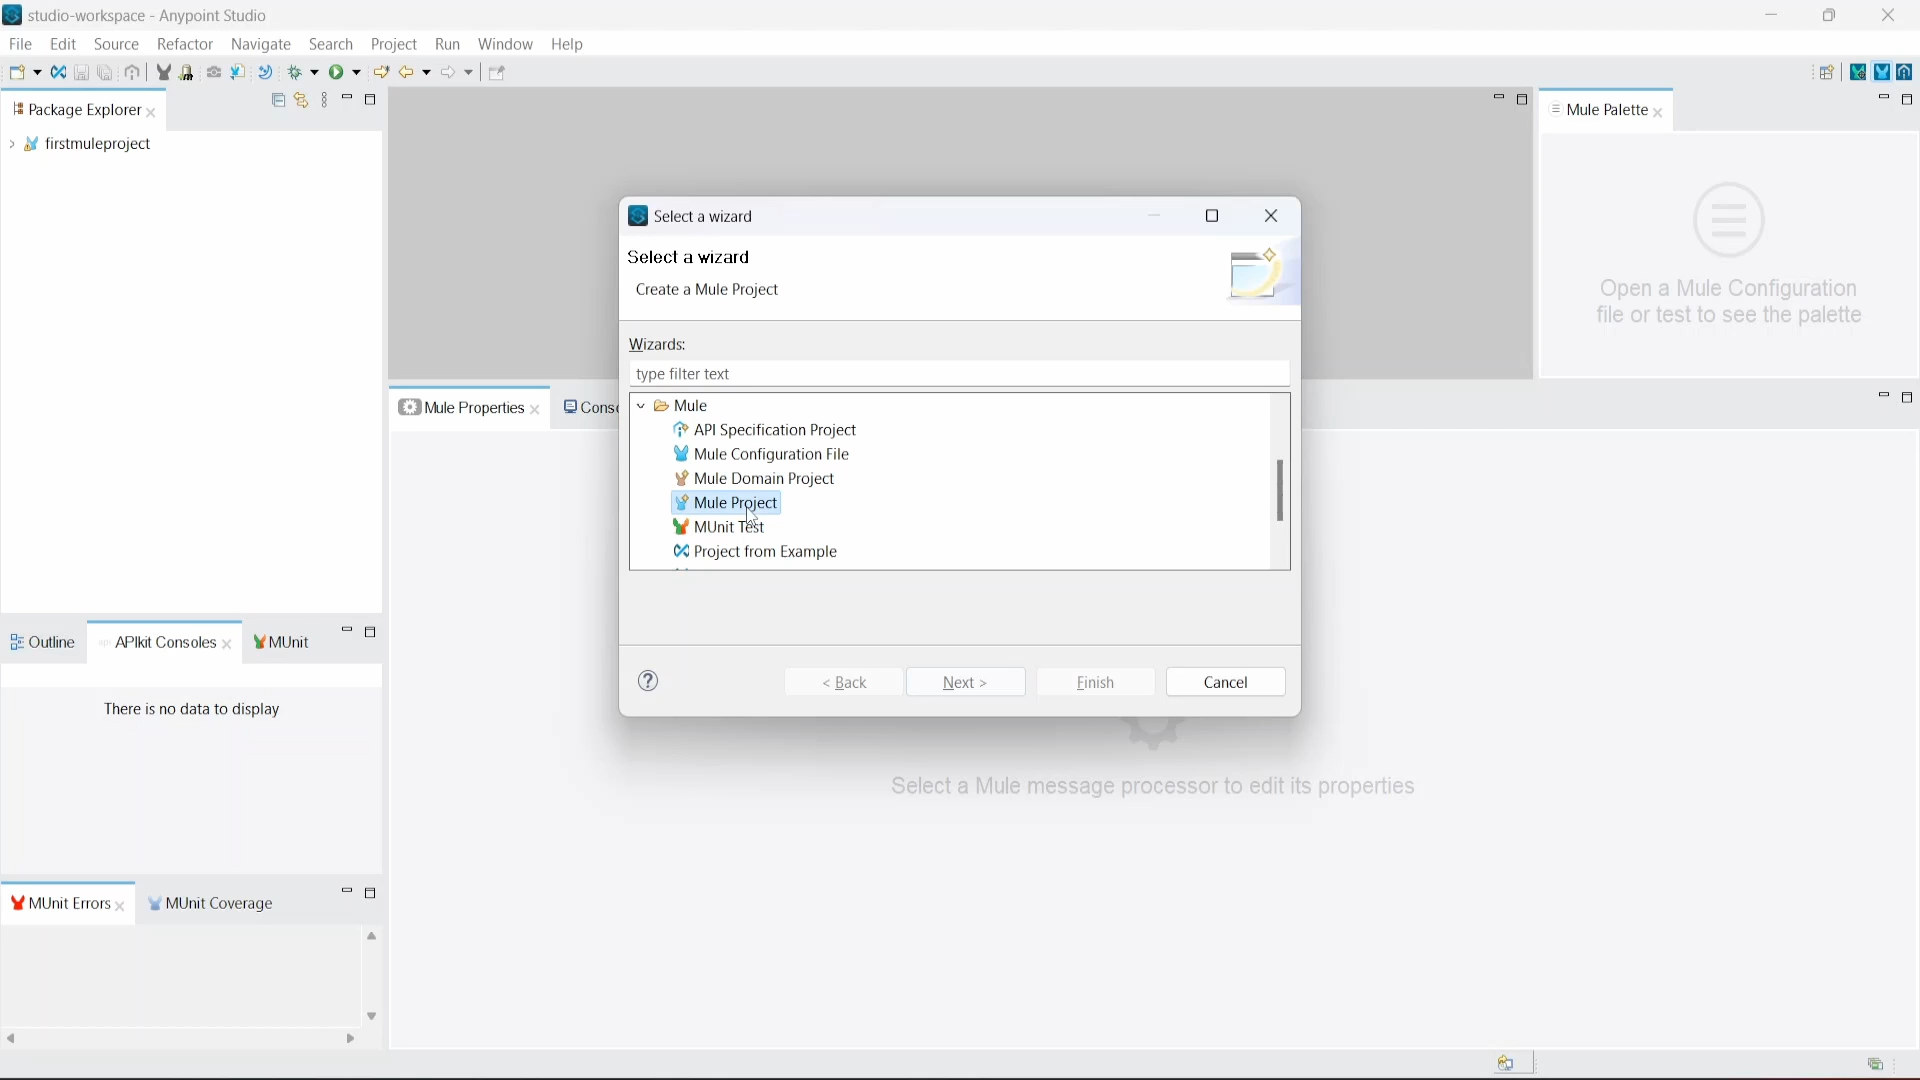 studio-workspace - Anypoint Studio
File Edit Source Refactor Navigate Search Project Run Window Help
Package Explorer
firstmuleproject
Mule Palette
Open a Mule Configuration
file or test to see the palette
Select a wizard
Select a wizard
Create a Mule Project
Wizards:
type filter text
Mule
API Specification Project
Mule Configuration File
Mule Domain Project
Mule Project
MUnit Test
Project from Example
< Back Next > Finish Cancel
Mule Properties Conso
Select a Mule message processor to edit its properties
Outline APIkit Consoles MUnit
There is no data to display
MUnit Errors MUnit Coverage